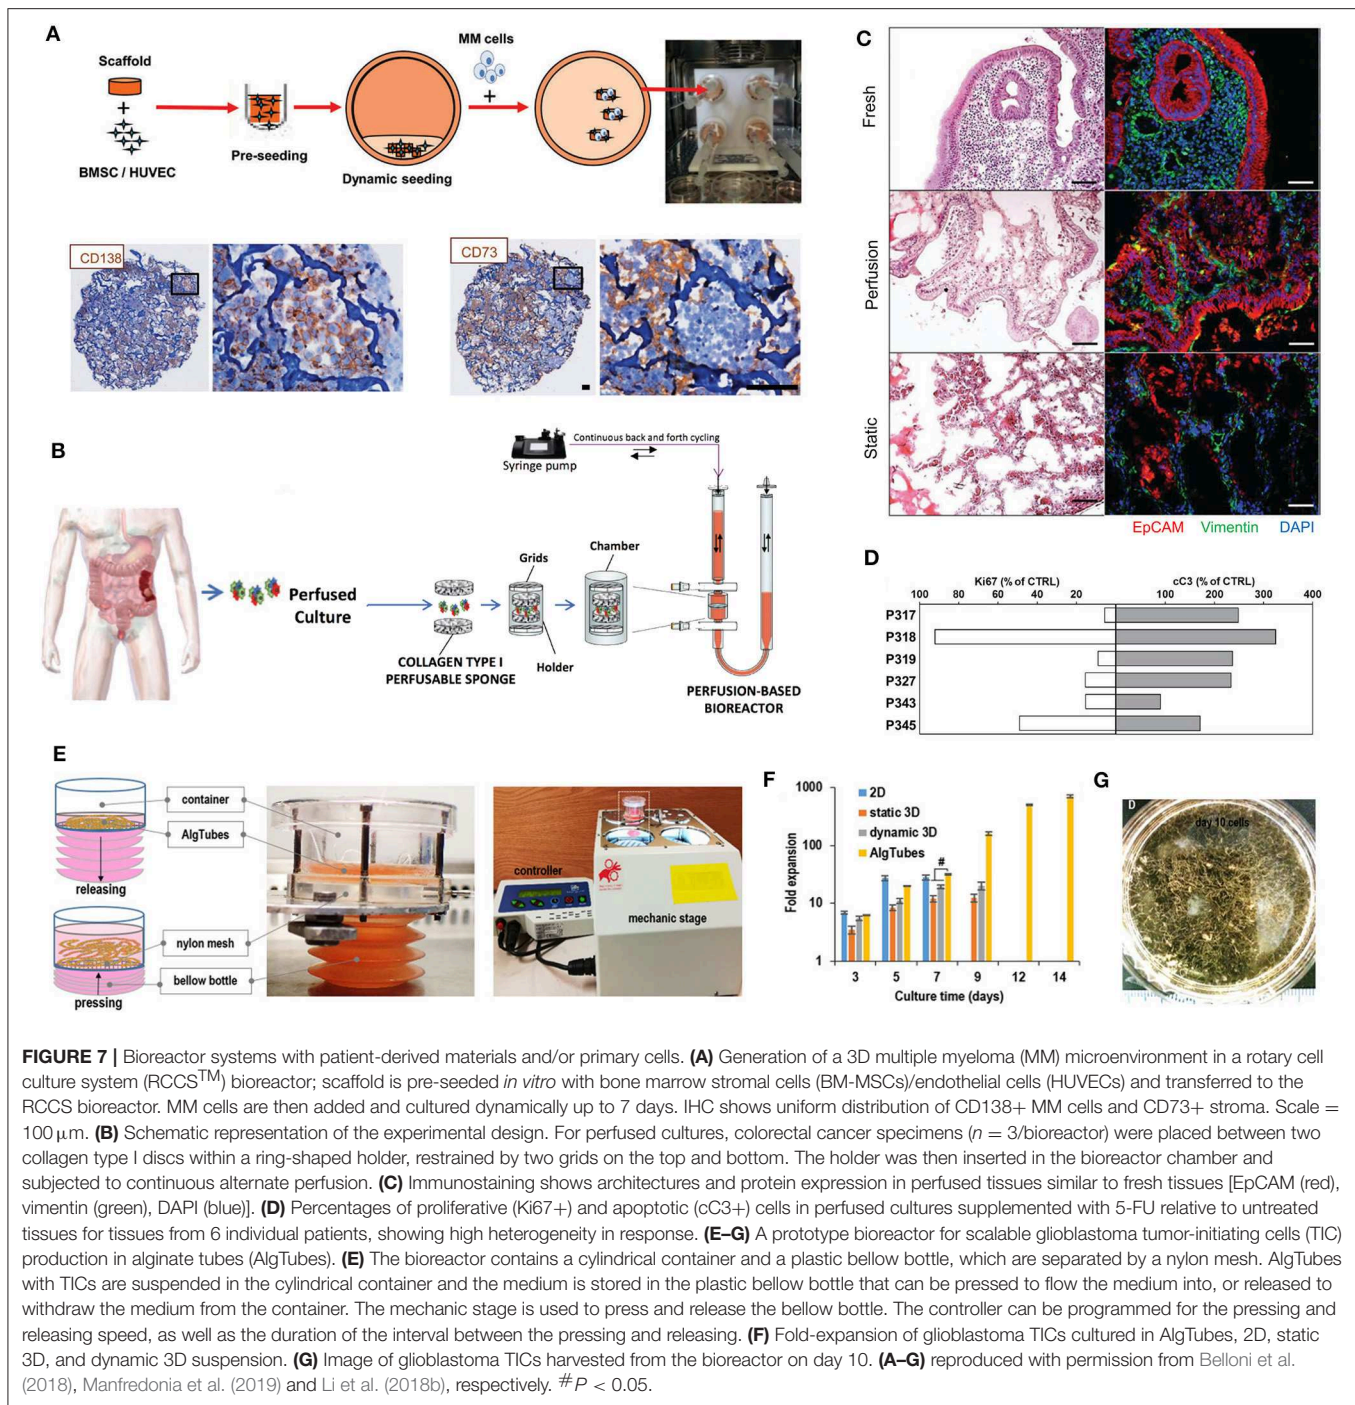 A
Scaffold
+
BMSC / HUVEC
Pre-seeding
Dynamic seeding
MM cells
+
CD138
CD73
B
Continuous back and forth cycling
Syringe pump
Perfused
Culture
COLLAGEN TYPE I
PERFUSABLE SPONGE
Grids
Holder
Chamber
PERFUSION-BASED
BIOREACTOR
C
Fresh
Perfusion
Static
EpCAM Vimentin DAPI
D
Ki67 (% of CTRL) cC3 (% of CTRL)
100 80 60 40 20 100 200 300 400
P317
P318
P319
P327
P343
P345
E
container
AlgTubes
releasing
nylon mesh
bellow bottle
pressing
controller
mechanic stage
F
Fold expansion
1000
100
10
1
2D
static 3D
dynamic 3D
AlgTubes
#
3 5 7 9 12 14
Culture time (days)
G
D
day 10 cells
FIGURE 7 | Bioreactor systems with patient-derived materials and/or primary cells. (A) Generation of a 3D multiple myeloma (MM) microenvironment in a rotary cell
culture system (RCCS™) bioreactor; scaffold is pre-seeded in vitro with bone marrow stromal cells (BM-MSCs)/endothelial cells (HUVECs) and transferred to the
RCCS bioreactor. MM cells are then added and cultured dynamically up to 7 days. IHC shows uniform distribution of CD138+ MM cells and CD73+ stroma. Scale =
100 μm. (B) Schematic representation of the experimental design. For perfused cultures, colorectal cancer specimens (n = 3/bioreactor) were placed between two
collagen type I discs within a ring-shaped holder, restrained by two grids on the top and bottom. The holder was then inserted in the bioreactor chamber and
subjected to continuous alternate perfusion. (C) Immunostaining shows architectures and protein expression in perfused tissues similar to fresh tissues [EpCAM (red),
vimentin (green), DAPI (blue)]. (D) Percentages of proliferative (Ki67+) and apoptotic (cC3+) cells in perfused cultures supplemented with 5-FU relative to untreated
tissues for tissues from 6 individual patients, showing high heterogeneity in response. (E–G) A prototype bioreactor for scalable glioblastoma tumor-initiating cells (TIC)
production in alginate tubes (AlgTubes). (E) The bioreactor contains a cylindrical container and a plastic bellow bottle, which are separated by a nylon mesh. AlgTubes
with TICs are suspended in the cylindrical container and the medium is stored in the plastic bellow bottle that can be pressed to flow the medium into, or released to
withdraw the medium from the container. The mechanic stage is used to press and release the bellow bottle. The controller can be programmed for the pressing and
releasing speed, as well as the duration of the interval between the pressing and releasing. (F) Fold-expansion of glioblastoma TICs cultured in AlgTubes, 2D, static
3D, and dynamic 3D suspension. (G) Image of glioblastoma TICs harvested from the bioreactor on day 10. (A–G) reproduced with permission from Belloni et al.
(2018), Manfredonia et al. (2019) and Li et al. (2018b), respectively. #P < 0.05.